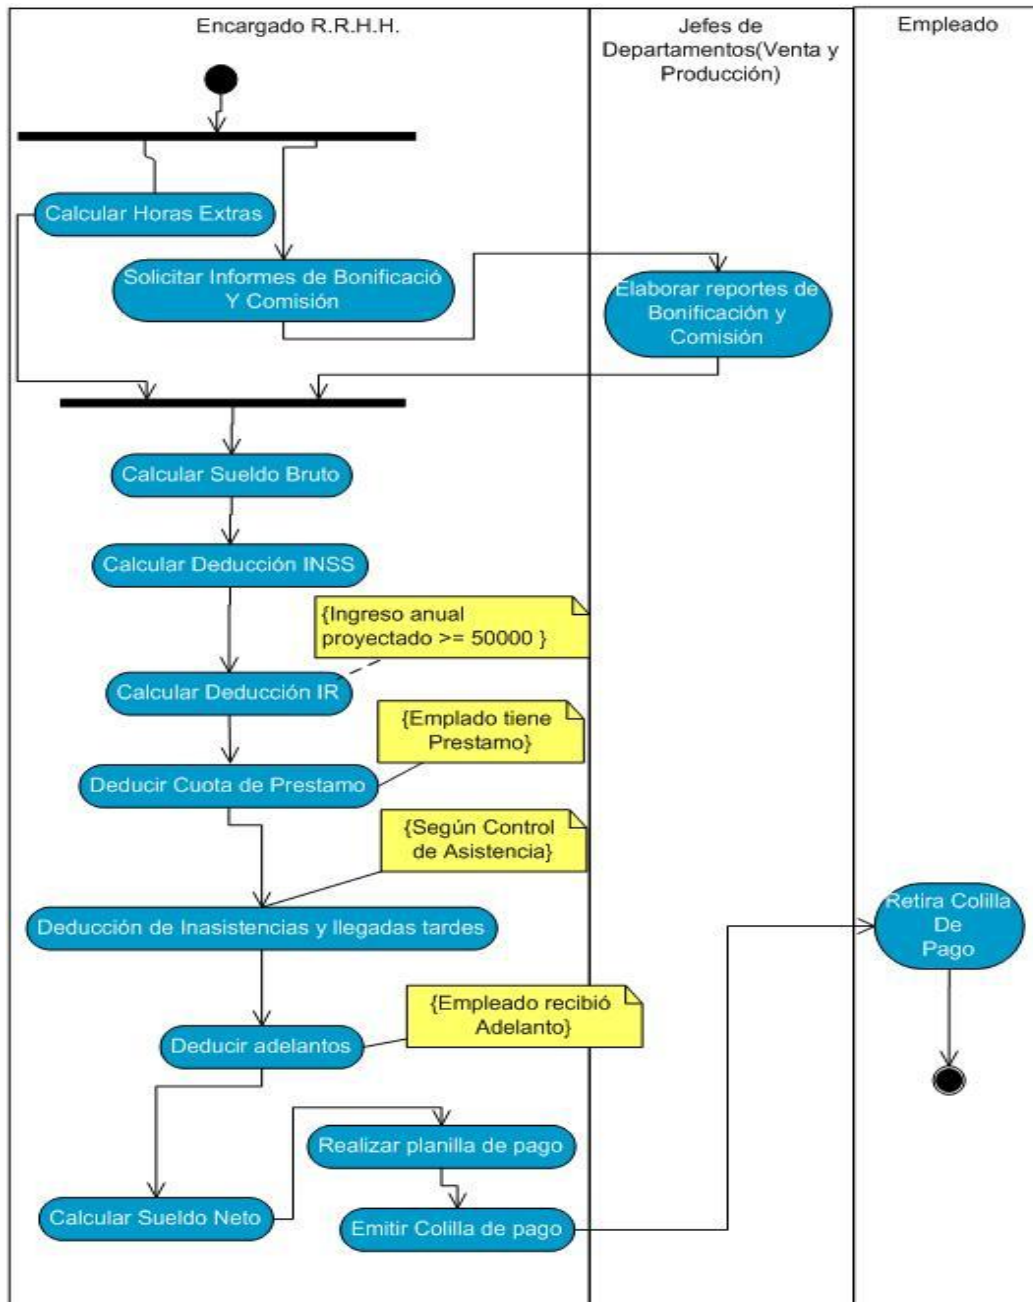 Encargado R.R.H.H.
Jefes de
Departamentos(Venta y
Producción)
Empleado
Calcular Horas Extras
Solicitar Informes de Bonificació
Y Comisión
Elaborar reportes de
Bonificación y
Comisión
Calcular Sueldo Bruto
Calcular Deducción INSS
{Ingreso anual
proyectado >= 50000 }
Calcular Deducción IR
{Emplado tiene
Prestamo}
Deducir Cuota de Prestamo
{Según Control
de Asistencia}
Deducción de Inasistencias y llegadas tardes
Retira Colilla
De
Pago
{Empleado recibió
Adelanto}
Deducir adelantos
Realizar planilla de pago
Calcular Sueldo Neto
Emitir Colilla de pago